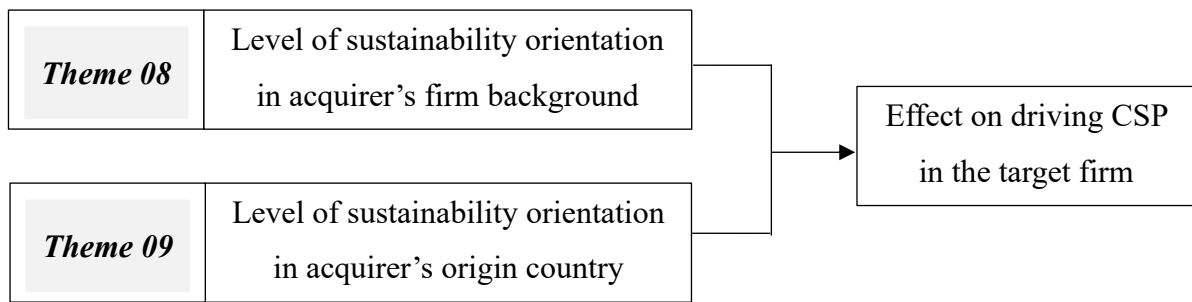 Theme 08
Level of sustainability orientation
in acquirer's firm background
Theme 09
Level of sustainability orientation
in acquirer's origin country
Effect on driving CSP
in the target firm